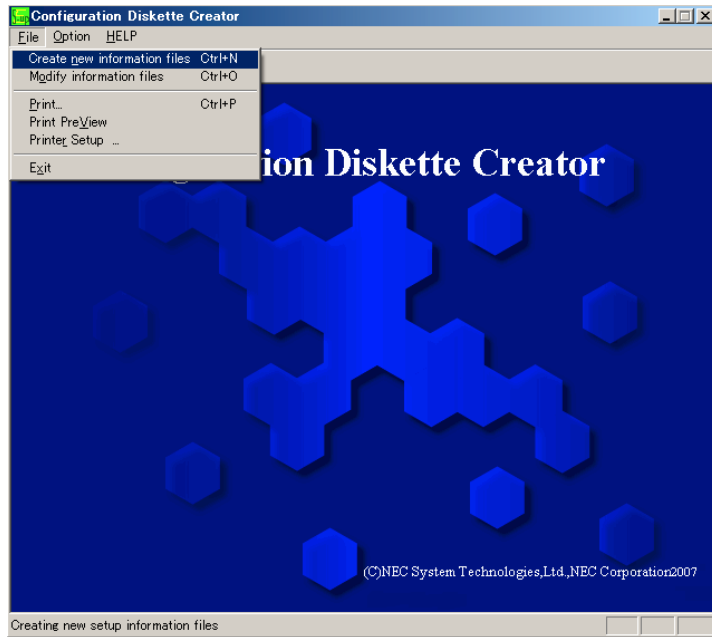 Configuration Diskette Creator
File Option HELP
Create new information files Ctrl+N
Modify information files Ctrl+O
Print... Ctrl+P
Print PreView
Printer Setup ...
Exit
ion Diskette Creator
(C)NEC System Technologies,Ltd.,NEC Corporation2007
Creating new setup information files